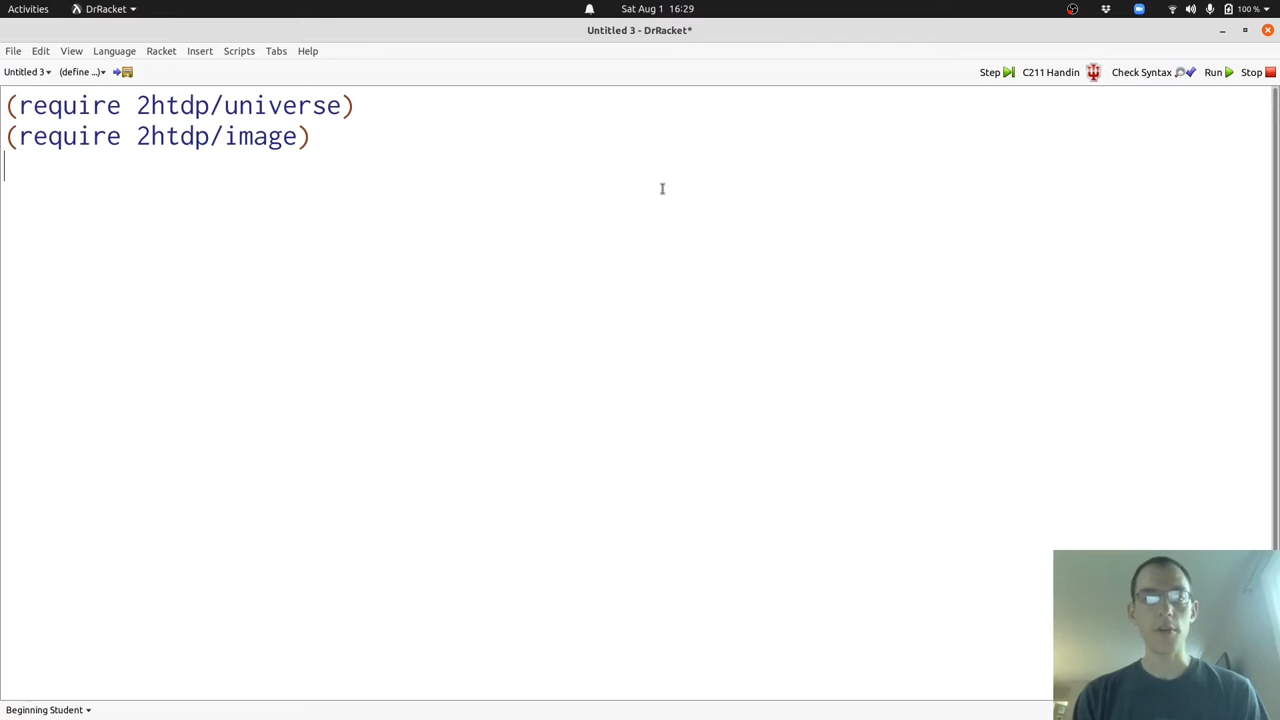 Activities
DrRacket
Sat Aug 1 16:29
100 %
Untitled 3 - DrRacket*
File Edit View Language Racket Insert Scripts Tabs Help
Untitled 3 (define ...) Step C211 Handin Check Syntax Run Stop
(require 2htdp/universe)
(require 2htdp/image)
Beginning Student